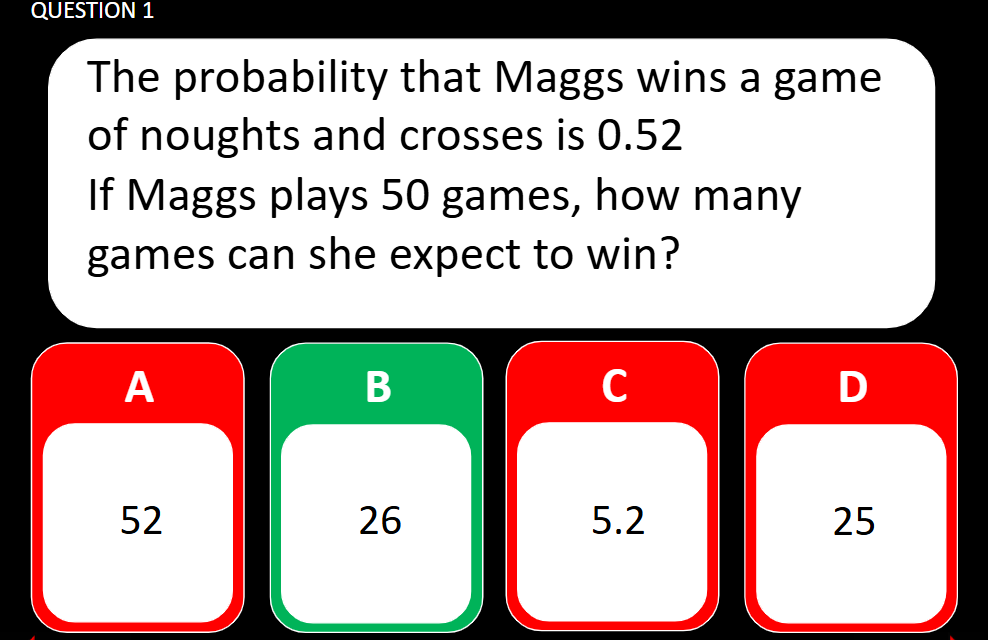 QUESTION 1
The probability that Maggs wins a game
of noughts and crosses is 0.52
If Maggs plays 50 games, how many
games can she expect to win?
A
B
C
D
52
26
5.2
25